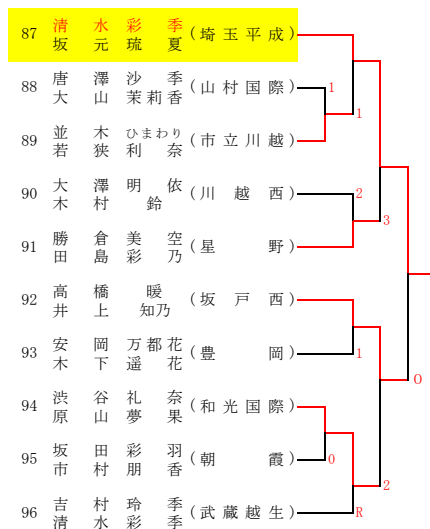 87 清水彩季 (埼玉平成)
坂元琉夏
88 唐澤沙季 (山村国際) 1
大山茉莉香
1
89 並木ひまわり (市立川越)
若狭利奈
90 大澤明依 (川越西) 2
木村鈴
3
91 勝倉美空 (星野)
田島彩乃
92 高橋暖 (坂戸西)
井上知乃
93 安岡万都花 (豊岡) 1
木下遥花
0
94 渋谷礼奈 (和光国際)
原山夢果
95 坂田彩羽 (朝霞) 0
市村朋香
2
96 吉村玲季 (武蔵越生) R
清水彩季